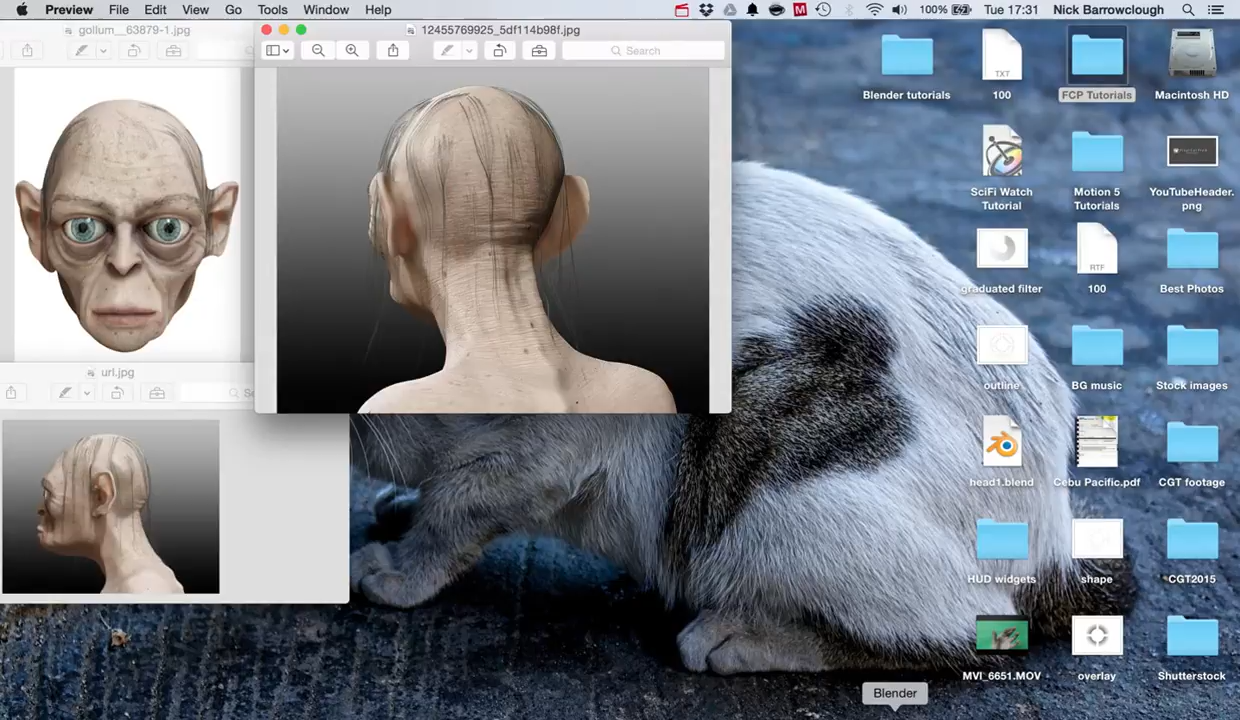 Preview File Edit View Go Tools Window Help
100% Tue 17:31 Nick Barrowclough
gollum__63879-1.jpg
12455769925_5df114b98f.jpg
Search
url.jpg
Se
Blender tutorials
TXT
100
FCP Tutorials
Macintosh HD
SciFi Watch
Tutorial
Motion 5
Tutorials
YouTubeHeader.
png
graduated filter
RTF
100
Best Photos
outline
BG music
Stock images
head1.blend
Cebu Pacific.pdf
CGT footage
HUD widgets
shape
CGT2015
MVI_6651.MOV
overlay
Shutterstock
Blender